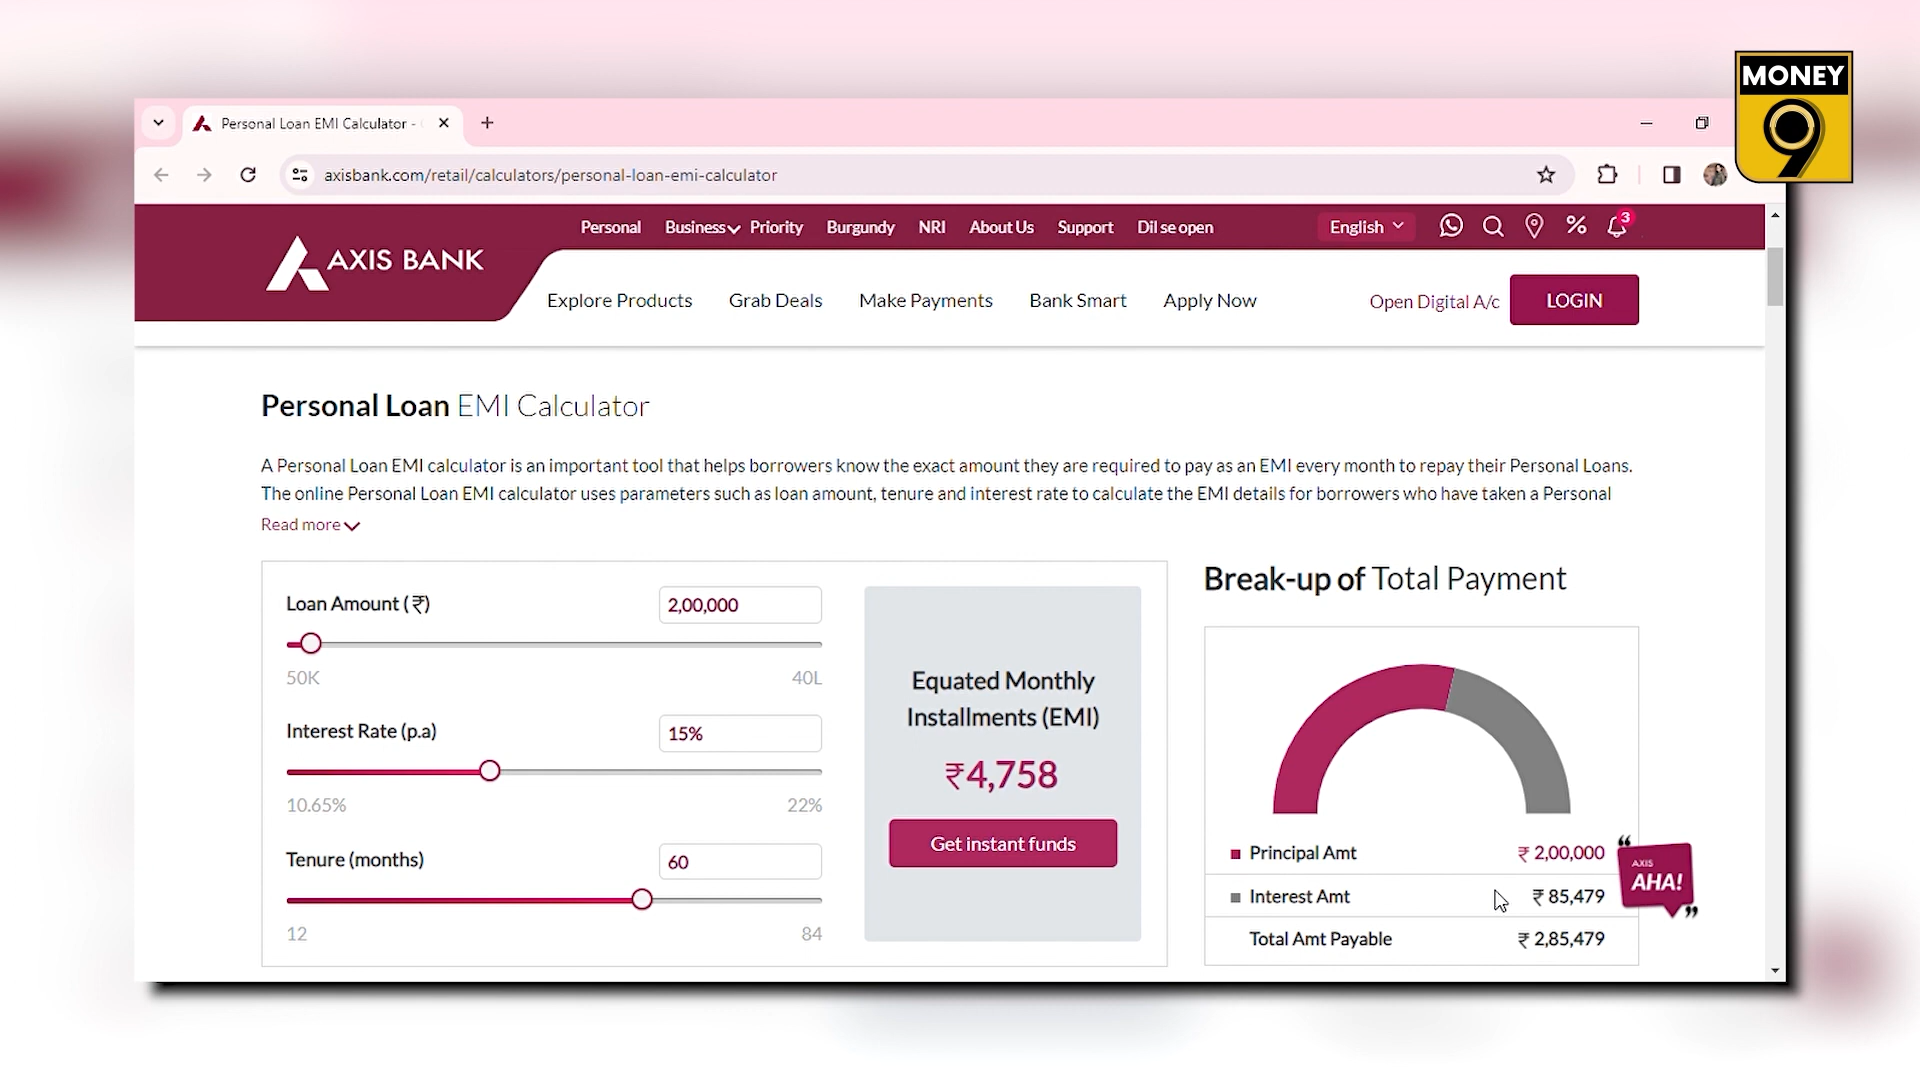 MONEY
9
Personal Loan EMI Calculator -
axisbank.com/retail/calculators/personal-loan-emi-calculator
Personal Business Priority Burgundy NRI About Us Support Dil se open English 3
AXIS BANK
Explore Products Grab Deals Make Payments Bank Smart Apply Now Open Digital A/c LOGIN
Personal Loan EMI Calculator
A Personal Loan EMI calculator is an important tool that helps borrowers know the exact amount they are required to pay as an EMI every month to repay their Personal Loans.
The online Personal Loan EMI calculator uses parameters such as loan amount, tenure and interest rate to calculate the EMI details for borrowers who have taken a Personal
Read more
Loan Amount (₹) 2,00,000
50K 40L
Interest Rate (p.a) 15%
10.65% 22%
Tenure (months) 60
12 84
Equated Monthly
Installments (EMI)
₹4,758
Get instant funds
Break-up of Total Payment
Principal Amt ₹ 2,00,000
Interest Amt ₹ 85,479
Total Amt Payable ₹ 2,85,479
“
AXIS
AHA!
”